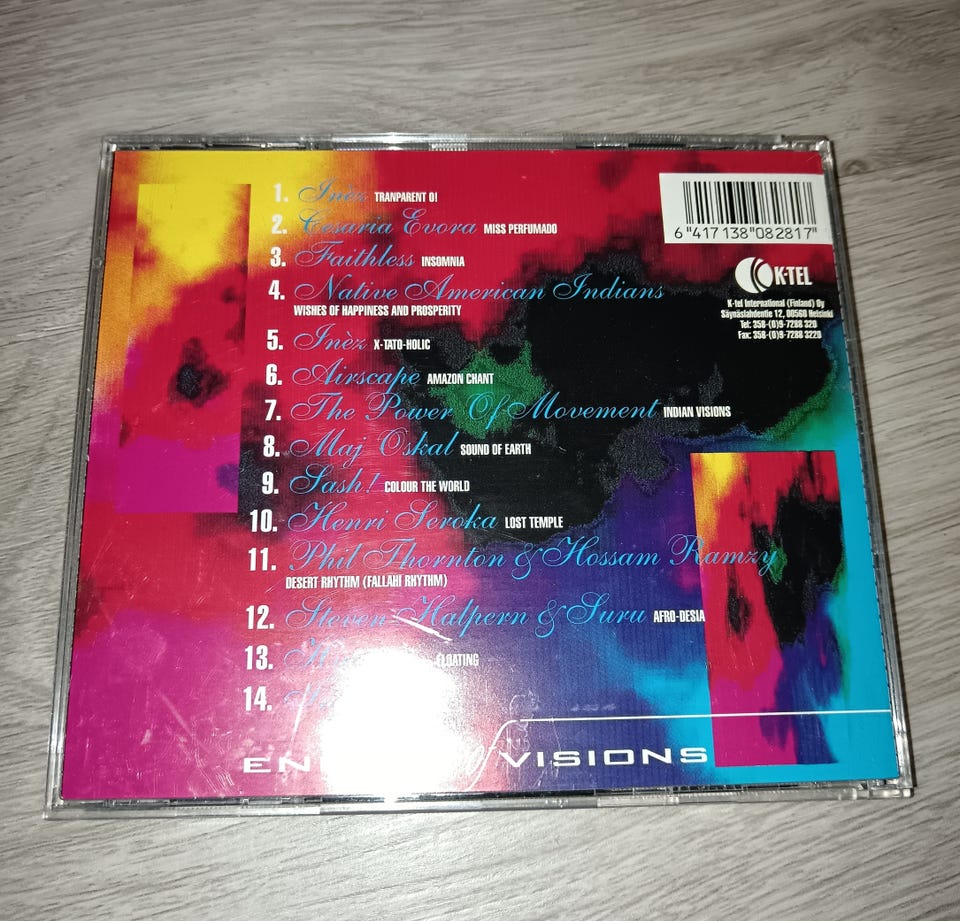 1. Inèz TRANPARENT O!
2. Cesaria Evora MISS PERFUMADO
3. Faithless INSOMNIA
4. Native American Indians
WISHES OF HAPPINESS AND PROSPERITY
5. Inèz X-TATO-HOLIC
6. Airscape AMAZON CHANT
7. The Power Of Movement INDIAN VISIONS
8. Maj Oskal SOUND OF EARTH
9. Sash! COLOUR THE WORLD
10. Henri Seroka LOST TEMPLE
11. Phil Thornton & Hossam Ramzy
DESERT RHYTHM (FALLAHI RHYTHM)
12. Steven Halpern & Suru AFRO-DESIA
13. FLOATING
14.
of VISIONS
6 417138 082817
K-TEL
K-tel International (Finland) Oy
Säynäslahdentie 12, 00560 Helsinki
Tel: 358-(0)9-7288 320
Fax: 358-(0)9-7288 3220